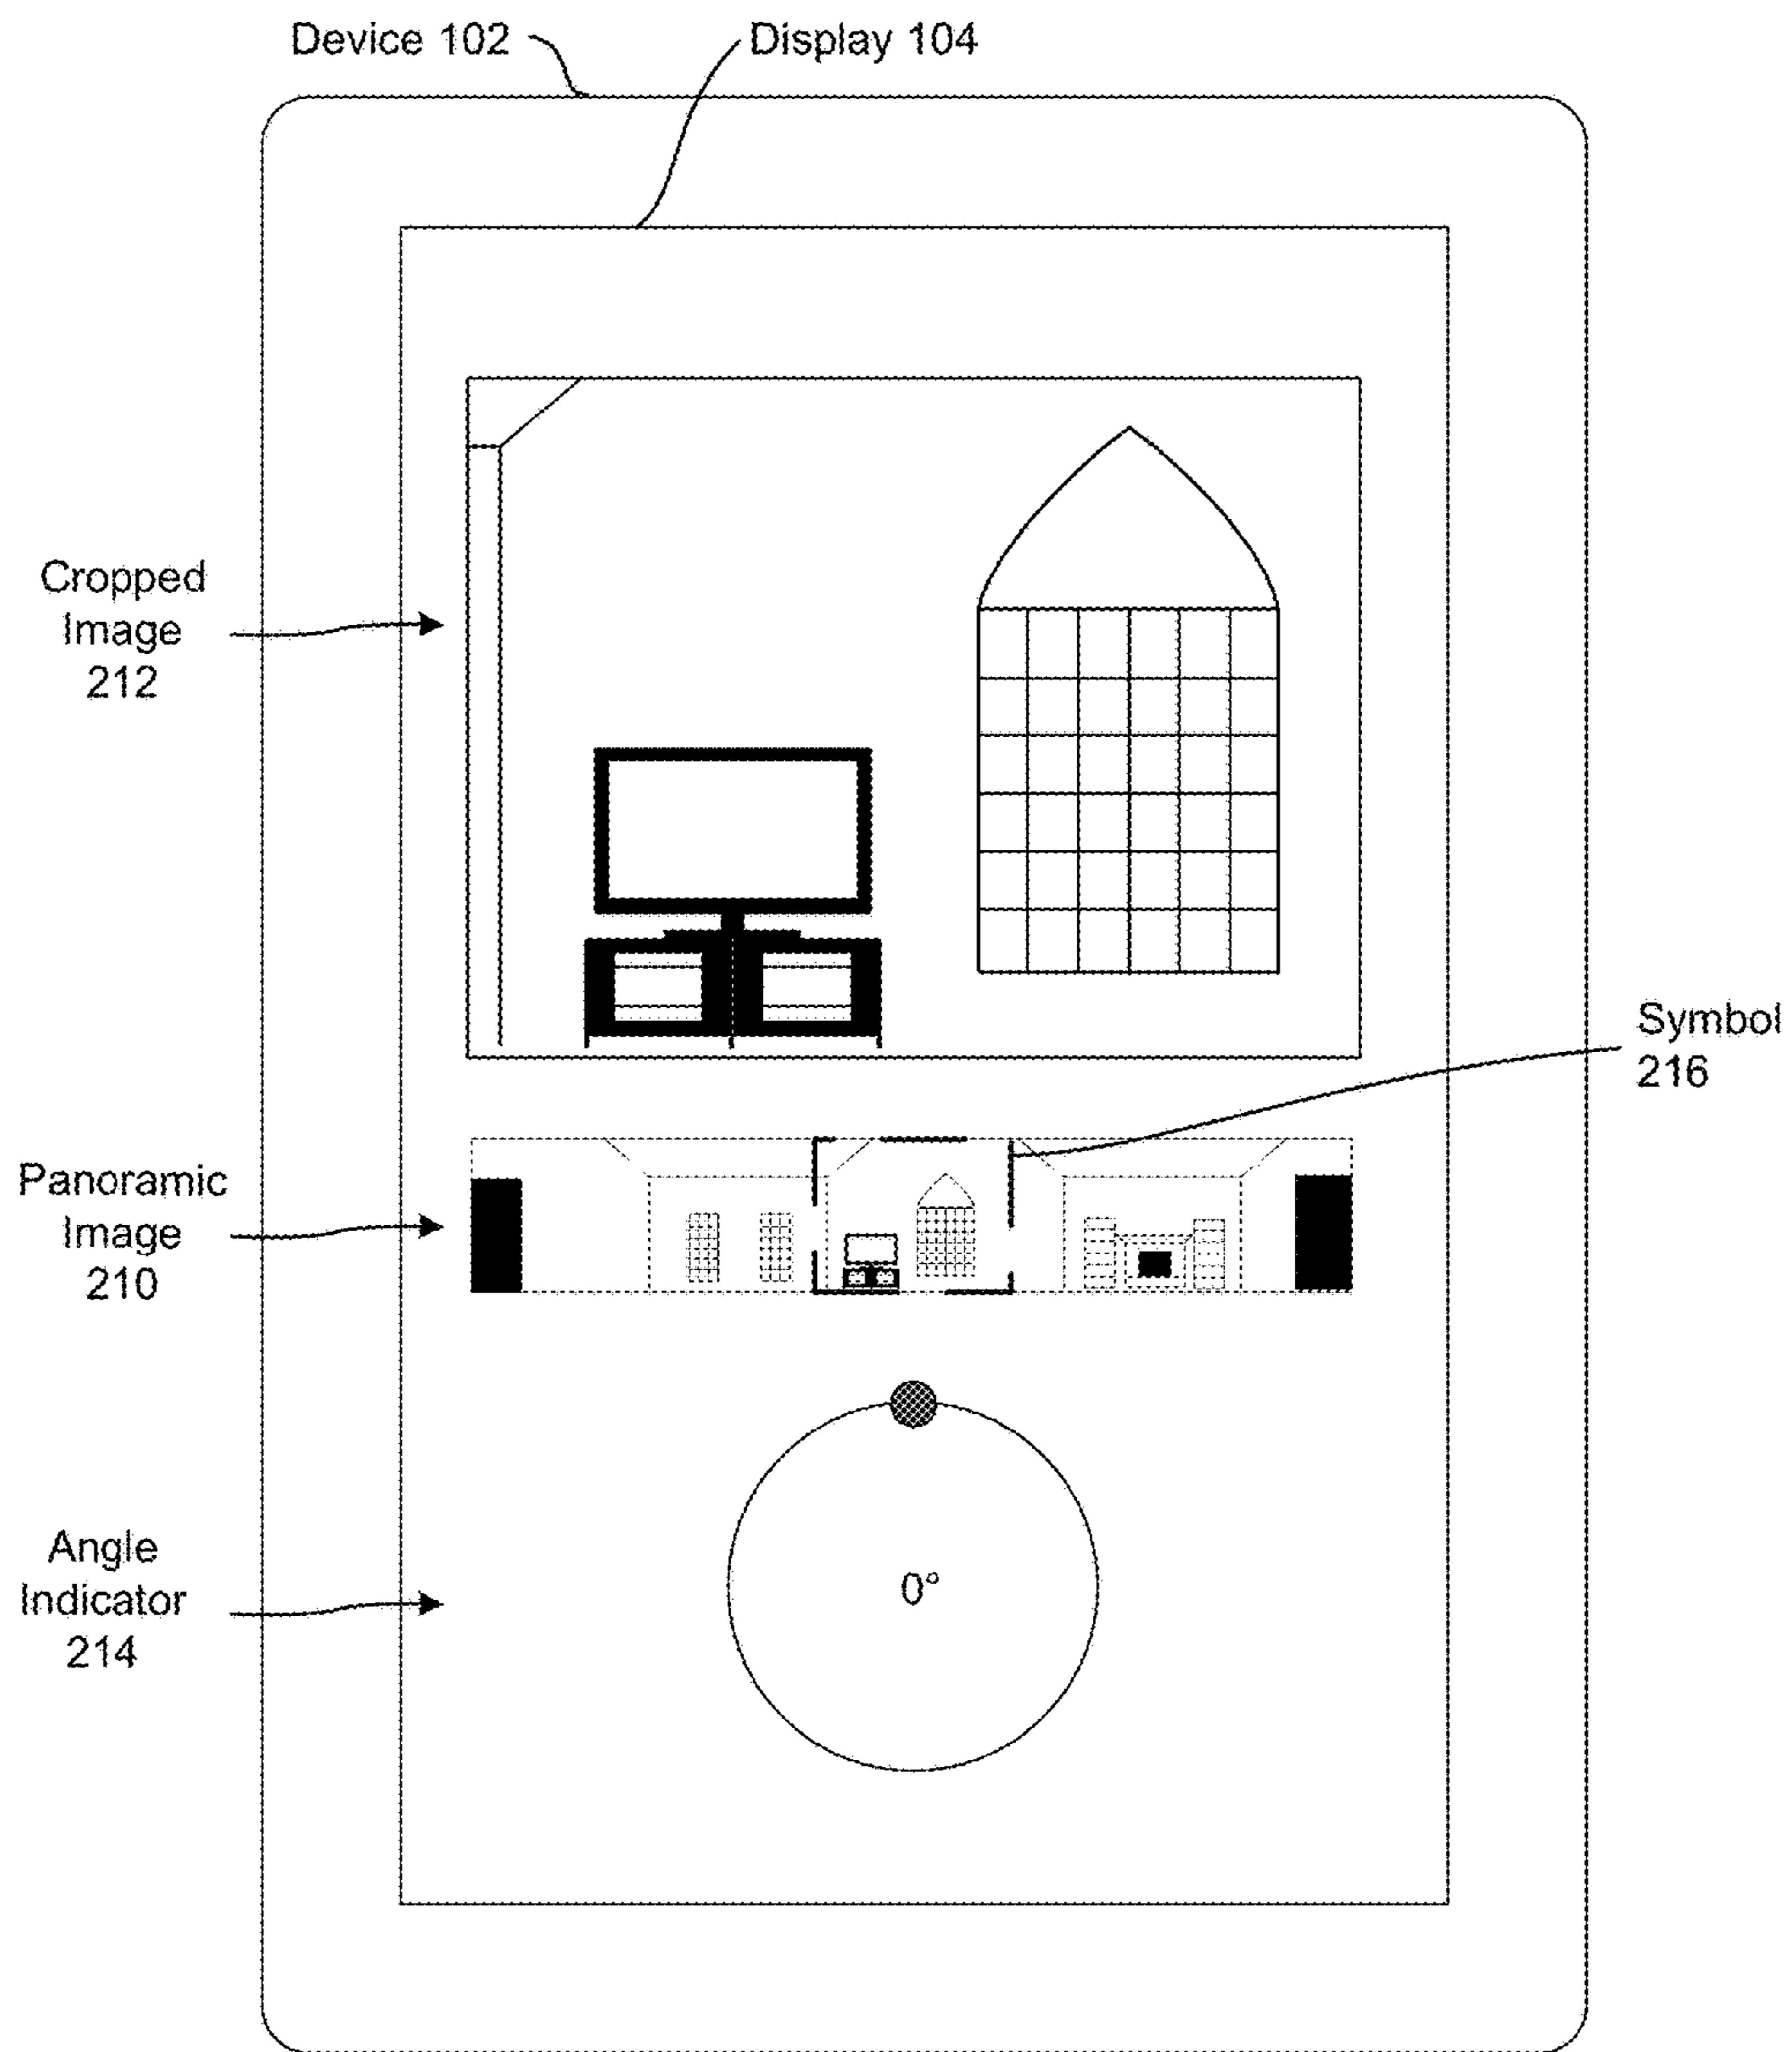 Device 102
Display 104
Cropped
Image
212
Symbol
216
Panoramic
Image
210
Angle
Indicator
214
0°